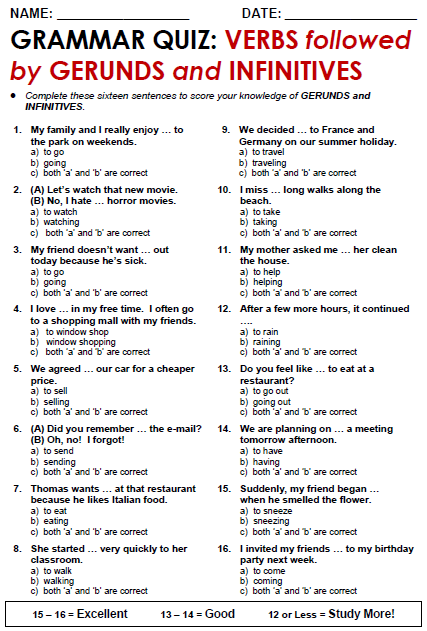 NAME: ____________________ DATE: ____________________
GRAMMAR QUIZ: VERBS followed
by GERUNDS and INFINITIVES
● Complete these sixteen sentences to score your knowledge of GERUNDS and
INFINITIVES.
1. My family and I really enjoy … to
the park on weekends.
a) to go
b) going
c) both 'a' and 'b' are correct
2. (A) Let's watch that new movie.
(B) No, I hate … horror movies.
a) to watch
b) watching
c) both 'a' and 'b' are correct
3. My friend doesn't want … out
today because he's sick.
a) to go
b) going
c) both 'a' and 'b' are correct
4. I love … in my free time. I often go
to a shopping mall with my friends.
a) to window shop
b) window shopping
c) both 'a' and 'b' are correct
5. We agreed … our car for a cheaper
price.
a) to sell
b) selling
c) both 'a' and 'b' are correct
6. (A) Did you remember … the e-mail?
(B) Oh, no! I forgot!
a) to send
b) sending
c) both 'a' and 'b' are correct
7. Thomas wants … at that restaurant
because he likes Italian food.
a) to eat
b) eating
c) both 'a' and 'b' are correct
8. She started … very quickly to her
classroom.
a) to walk
b) walking
c) both 'a' and 'b' are correct
9. We decided … to France and
Germany on our summer holiday.
a) to travel
b) traveling
c) both 'a' and 'b' are correct
10. I miss … long walks along the
beach.
a) to take
b) taking
c) both 'a' and 'b' are correct
11. My mother asked me … her clean
the house.
a) to help
b) helping
c) both 'a' and 'b' are correct
12. After a few more hours, it continued
….
a) to rain
b) raining
c) both 'a' and 'b' are correct
13. Do you feel like … to eat at a
restaurant?
a) to go out
b) going out
c) both 'a' and 'b' are correct
14. We are planning on … a meeting
tomorrow afternoon.
a) to have
b) having
c) both 'a' and 'b' are correct
15. Suddenly, my friend began …
when he smelled the flower.
a) to sneeze
b) sneezing
c) both 'a' and 'b' are correct
16. I invited my friends … to my birthday
party next week.
a) to come
b) coming
c) both 'a' and 'b' are correct
15 – 16 = Excellent 13 – 14 = Good 12 or Less = Study More!